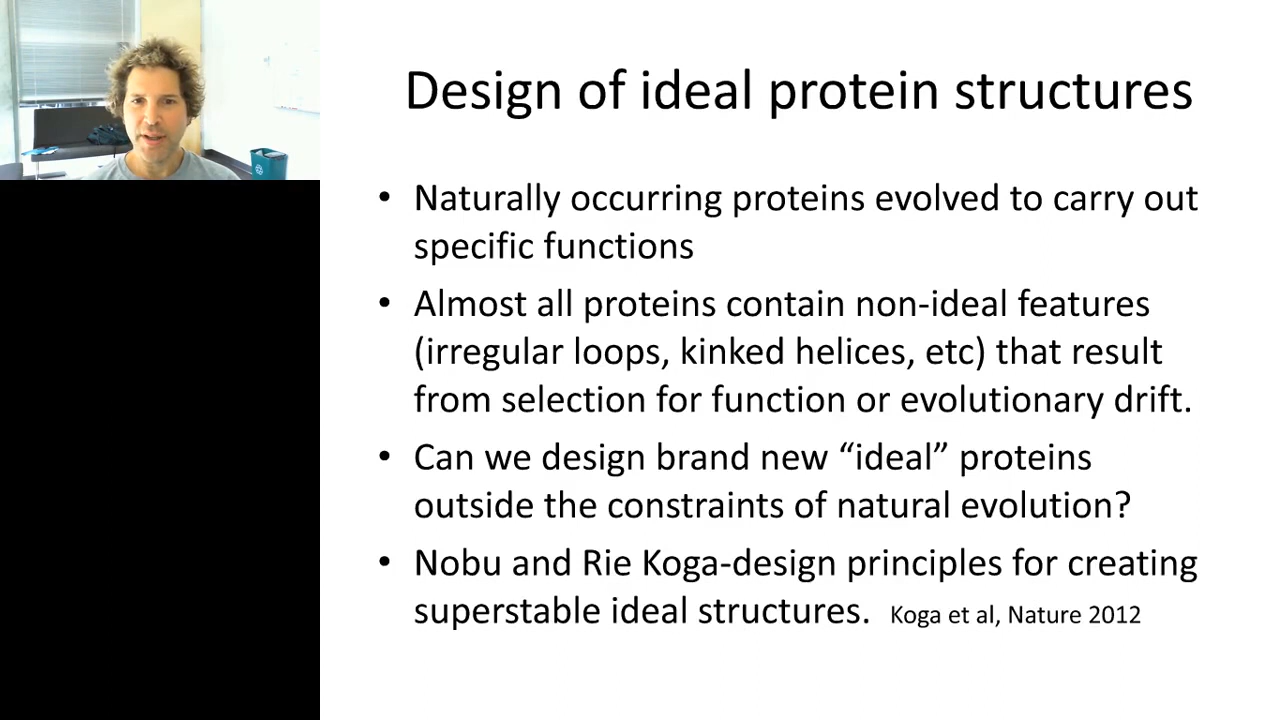 Design of ideal protein structures
• Naturally occurring proteins evolved to carry out
specific functions
• Almost all proteins contain non-ideal features
(irregular loops, kinked helices, etc) that result
from selection for function or evolutionary drift.
• Can we design brand new “ideal” proteins
outside the constraints of natural evolution?
• Nobu and Rie Koga-design principles for creating
superstable ideal structures. Koga et al, Nature 2012